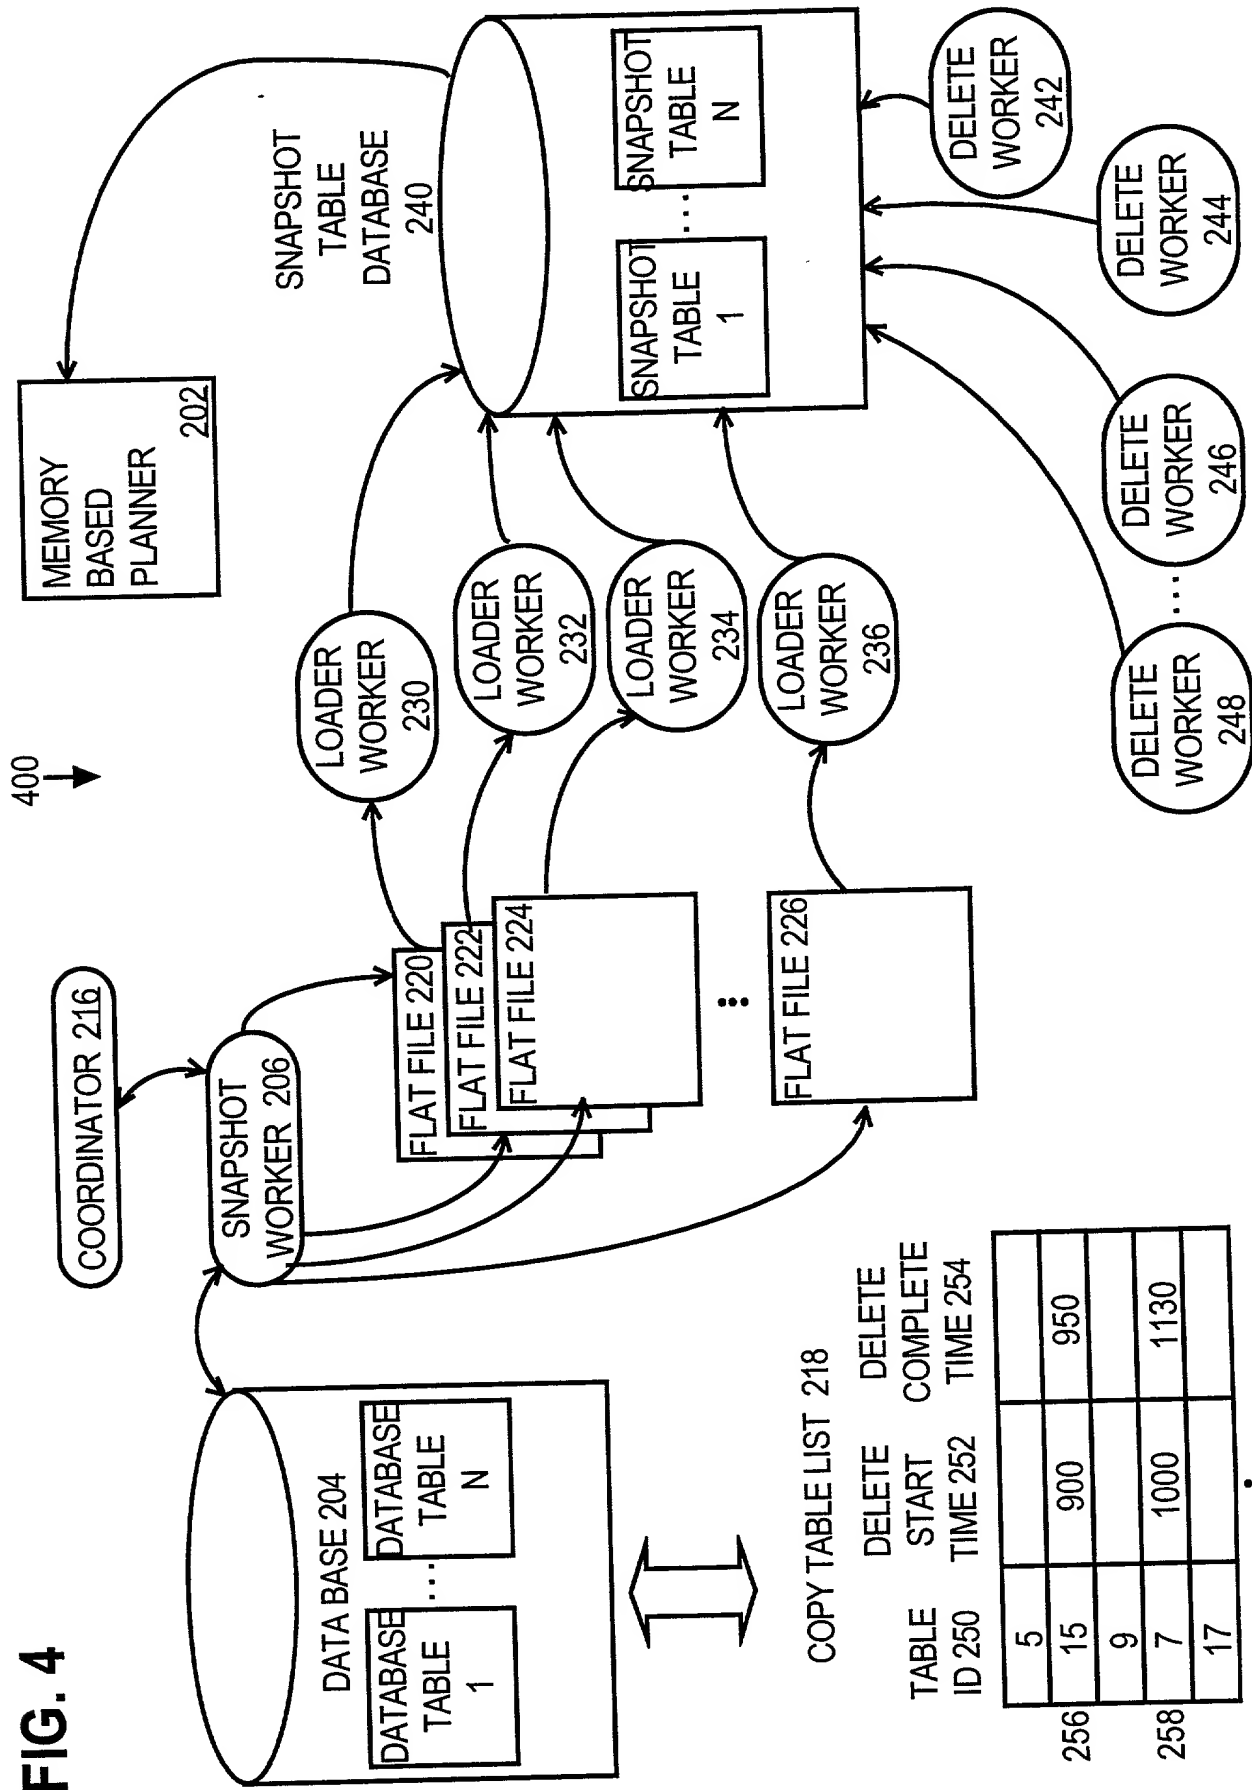 FIG. 4
400
COORDINATOR 216
SNAPSHOT
WORKER 206
MEMORY
BASED
PLANNER
202
DATA BASE 204
DATABASE
TABLE
1
...
DATABASE
TABLE
N
FLAT FILE 220
FLAT FILE 222
FLAT FILE 224
FLAT FILE 226
LOADER
WORKER
230
LOADER
WORKER
232
LOADER
WORKER
234
LOADER
WORKER
236
SNAPSHOT
TABLE
DATABASE
240
SNAPSHOT
TABLE
1
...
SNAPSHOT
TABLE
N
DELETE
WORKER
248
....
DELETE
WORKER
246
DELETE
WORKER
244
DELETE
WORKER
242
COPY TABLE LIST 218
TABLE
ID 250
DELETE
START
TIME 252
DELETE
COMPLETE
TIME 254
5
256 15 900 950
9
258 7 1000 1130
17